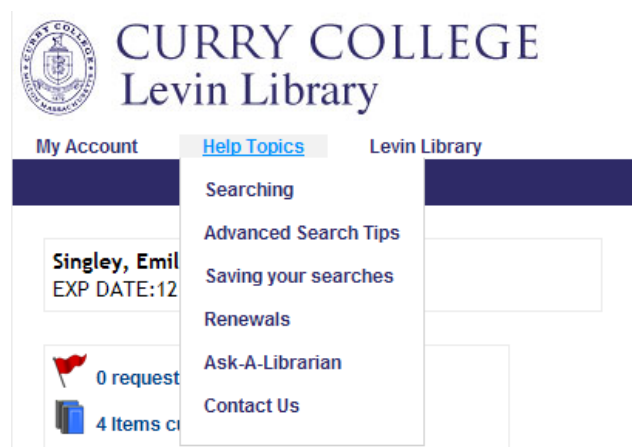 CURRY COLLEGE
Levin Library
My Account Help Topics Levin Library
Searching
Advanced Search Tips
Singley, Emil
Saving your searches
EXP DATE:12
Renewals
Ask-A-Librarian
0 request
Contact Us
4 Items